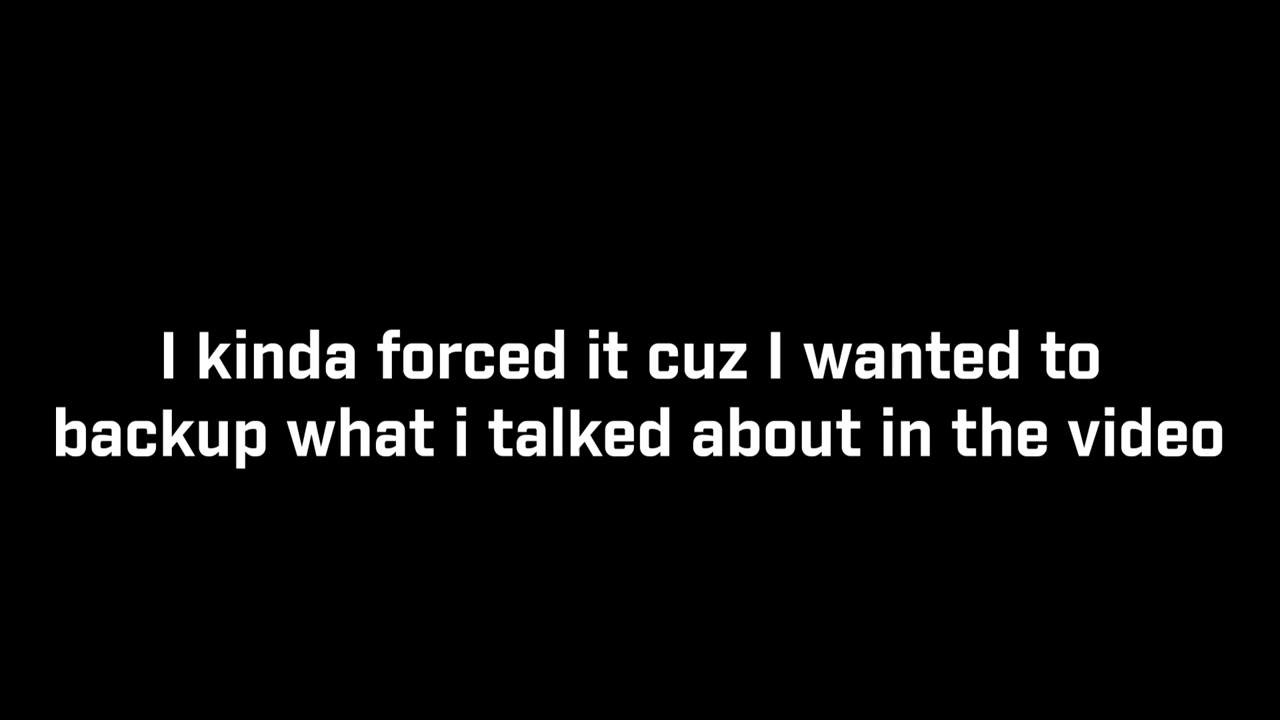 I kinda forced it cuz I wanted to
backup what i talked about in the video